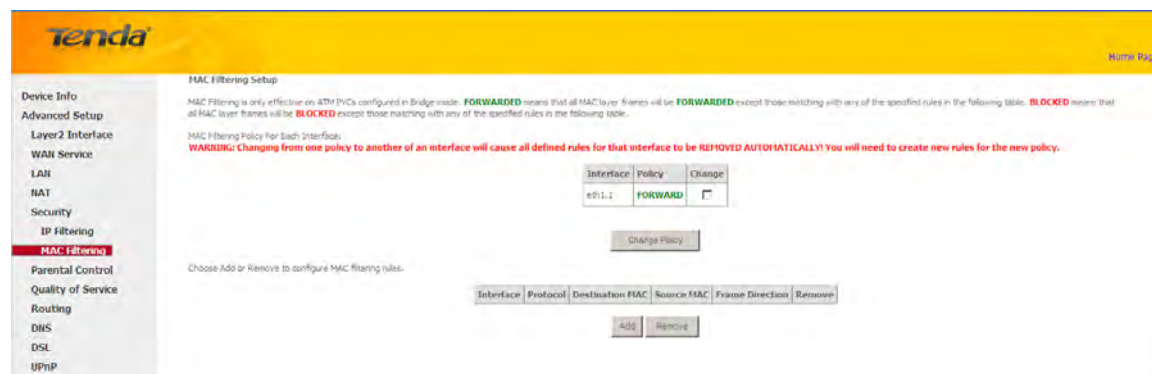 Tenda
Home Pag
Device Info
Advanced Setup
Layer2 Interface
WAN Service
LAN
NAT
Security
IP Filtering
MAC Filtering
Parental Control
Quality of Service
Routing
DNS
DSL
UPnP
MAC Filtering Setup
MAC Filtering is only effective on ATM PVCs configured in Bridge mode. FORWARDED means that all MAC layer frames will be FORWARDED except those matching with any of the specified rules in the following table. BLOCKED means that
all MAC layer frames will be BLOCKED except those matching with any of the specified rules in the following table.
MAC Filtering Policy For Each Interface:
WARNING: Changing from one policy to another of an interface will cause all defined rules for that interface to be REMOVED AUTOMATICALLY! You will need to create new rules for the new policy.
Interface Policy Change
eth1.1 FORWARD
Change Policy
Choose Add or Remove to configure MAC filtering rules.
Interface Protocol Destination MAC Source MAC Frame Direction Remove
Add Remove